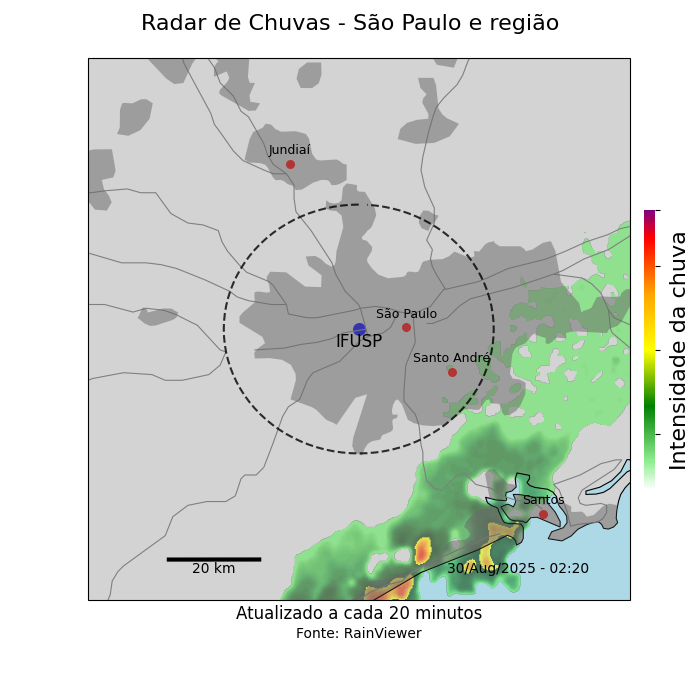 Radar de Chuvas - São Paulo e região
Jundiaí
São Paulo
IFUSP
Santo André
Santos
20 km
30/Aug/2025 - 02:20
Intensidade da chuva
Atualizado a cada 20 minutos
Fonte: RainViewer